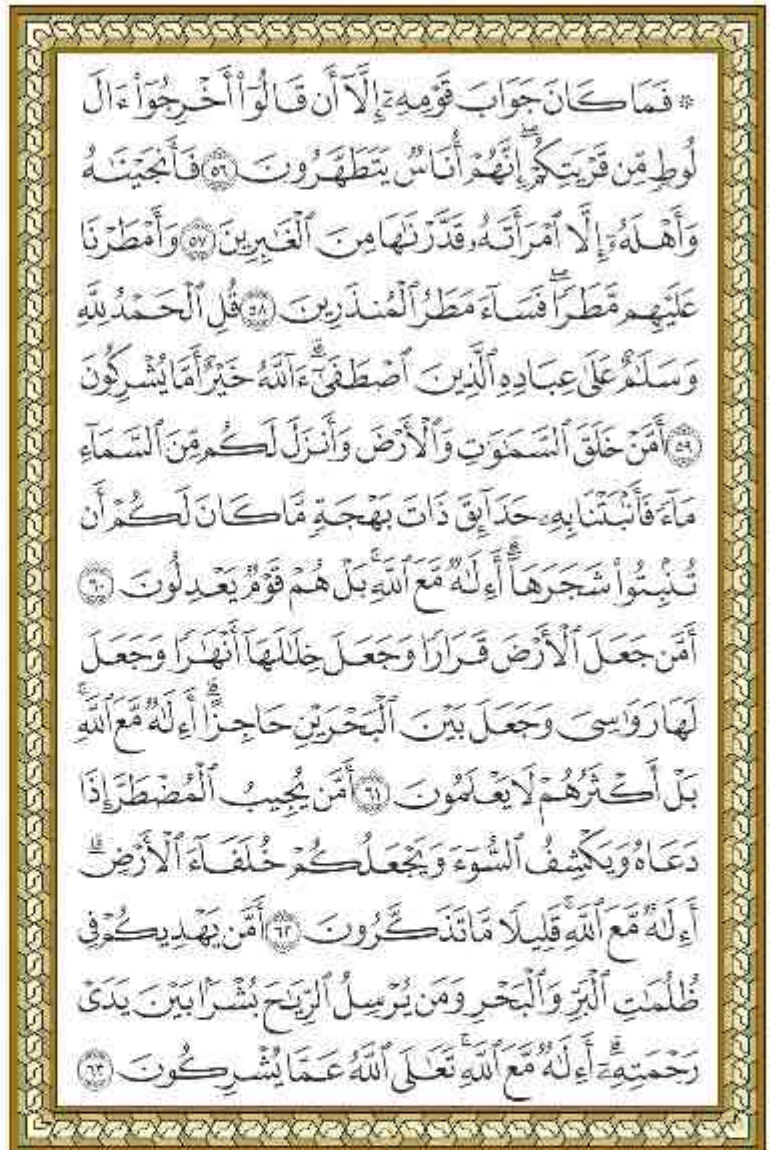 ۞ فَمَا كَانَ جَوَابَ قَوْمِهِۦٓ إِلَّآ أَن قَالُوٓا۟ أَخْرِجُوٓا۟ ءَالَ
لُوطٍ مِّن قَرْيَتِكُمْ ۖ إِنَّهُمْ أُنَاسٌ يَتَطَهَّرُونَ ﴿٥٦﴾ فَأَنجَيْنَـٰهُ
وَأَهْلَهُۥٓ إِلَّا ٱمْرَأَتَهُۥ قَدَّرْنَـٰهَا مِنَ ٱلْغَـٰبِرِينَ ﴿٥٧﴾ وَأَمْطَرْنَا
عَلَيْهِم مَّطَرًا ۖ فَسَآءَ مَطَرُ ٱلْمُنذَرِينَ ﴿٥٨﴾ قُلِ ٱلْحَمْدُ لِلَّهِ
وَسَلَـٰمٌ عَلَىٰ عِبَادِهِ ٱلَّذِينَ ٱصْطَفَىٰٓ ۗ ءَآللَّهُ خَيْرٌ أَمَّا يُشْرِكُونَ
﴿٥٩﴾ أَمَّنْ خَلَقَ ٱلسَّمَـٰوَٰتِ وَٱلْأَرْضَ وَأَنزَلَ لَكُم مِّنَ ٱلسَّمَآءِ
مَآءً فَأَنۢبَتْنَا بِهِۦ حَدَآئِقَ ذَاتَ بَهْجَةٍ مَّا كَانَ لَكُمْ أَن
تُنۢبِتُوا۟ شَجَرَهَآ ۗ أَءِلَـٰهٌ مَّعَ ٱللَّهِ ۚ بَلْ هُمْ قَوْمٌ يَعْدِلُونَ ﴿٦٠﴾
أَمَّن جَعَلَ ٱلْأَرْضَ قَرَارًا وَجَعَلَ خِلَـٰلَهَآ أَنْهَـٰرًا وَجَعَلَ
لَهَا رَوَٰسِىَ وَجَعَلَ بَيْنَ ٱلْبَحْرَيْنِ حَاجِزًا ۗ أَءِلَـٰهٌ مَّعَ ٱللَّهِ ۚ
بَلْ أَكْثَرُهُمْ لَا يَعْلَمُونَ ﴿٦١﴾ أَمَّن يُجِيبُ ٱلْمُضْطَرَّ إِذَا
دَعَاهُ وَيَكْشِفُ ٱلسُّوٓءَ وَيَجْعَلُكُمْ خُلَفَآءَ ٱلْأَرْضِ ۗ
أَءِلَـٰهٌ مَّعَ ٱللَّهِ ۚ قَلِيلًا مَّا تَذَكَّرُونَ ﴿٦٢﴾ أَمَّن يَهْدِيكُمْ فِى
ظُلُمَـٰتِ ٱلْبَرِّ وَٱلْبَحْرِ وَمَن يُرْسِلُ ٱلرِّيَـٰحَ بُشْرًۢا بَيْنَ يَدَىْ
رَحْمَتِهِۦٓ ۗ أَءِلَـٰهٌ مَّعَ ٱللَّهِ ۚ تَعَـٰلَى ٱللَّهُ عَمَّا يُشْرِكُونَ ﴿٦٣﴾